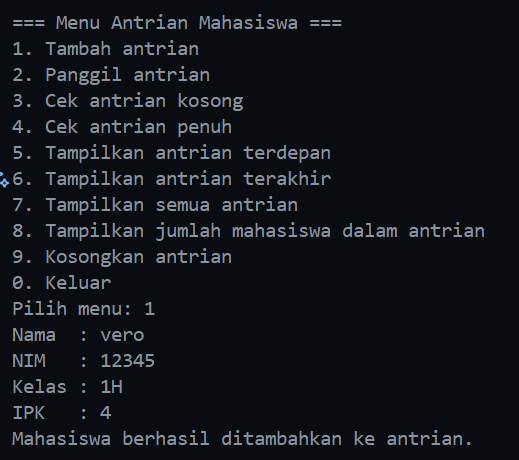 === Menu Antrian Mahasiswa ===
1. Tambah antrian
2. Panggil antrian
3. Cek antrian kosong
4. Cek antrian penuh
5. Tampilkan antrian terdepan
6. Tampilkan antrian terakhir
7. Tampilkan semua antrian
8. Tampilkan jumlah mahasiswa dalam antrian
9. Kosongkan antrian
0. Keluar
Pilih menu: 1
Nama  : vero
NIM   : 12345
Kelas : 1H
IPK   : 4
Mahasiswa berhasil ditambahkan ke antrian.